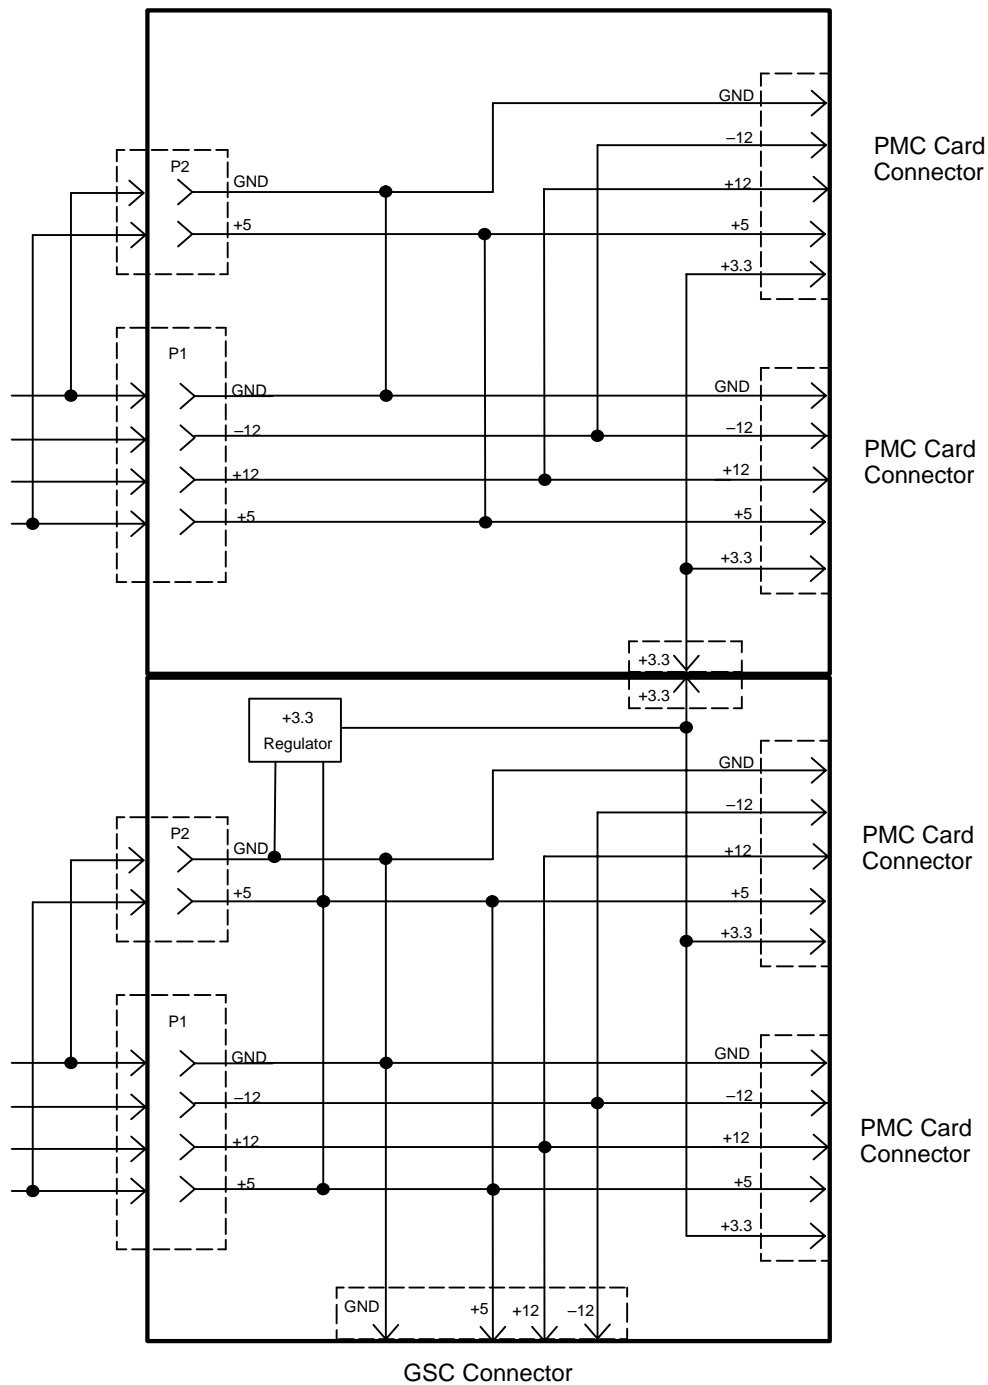 GND
–12
PMC Card
Connector
P2
GND
+12
+5
+5
+3.3
P1
GND
GND
–12
–12
PMC Card
Connector
+12
+12
+5
+5
+3.3
+3.3
+3.3
+3.3
Regulator
GND
–12
P2
GND
+12
PMC Card
Connector
+5
+5
+3.3
P1
GND
GND
–12
–12
+12
+12
PMC Card
Connector
+5
+5
+3.3
GND
+5
+12
–12
GSC Connector